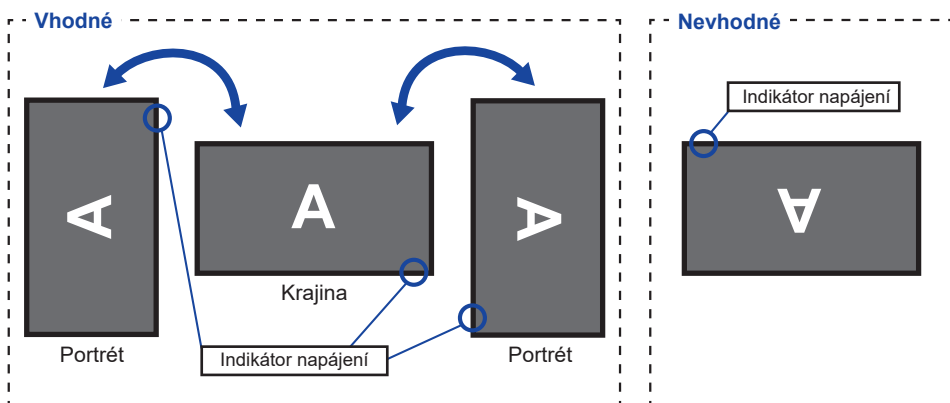 Vhodné
A
A
A
Krajina
Portrét
Indikátor napájení
Portrét
Nevhodné
Indikátor napájení
A